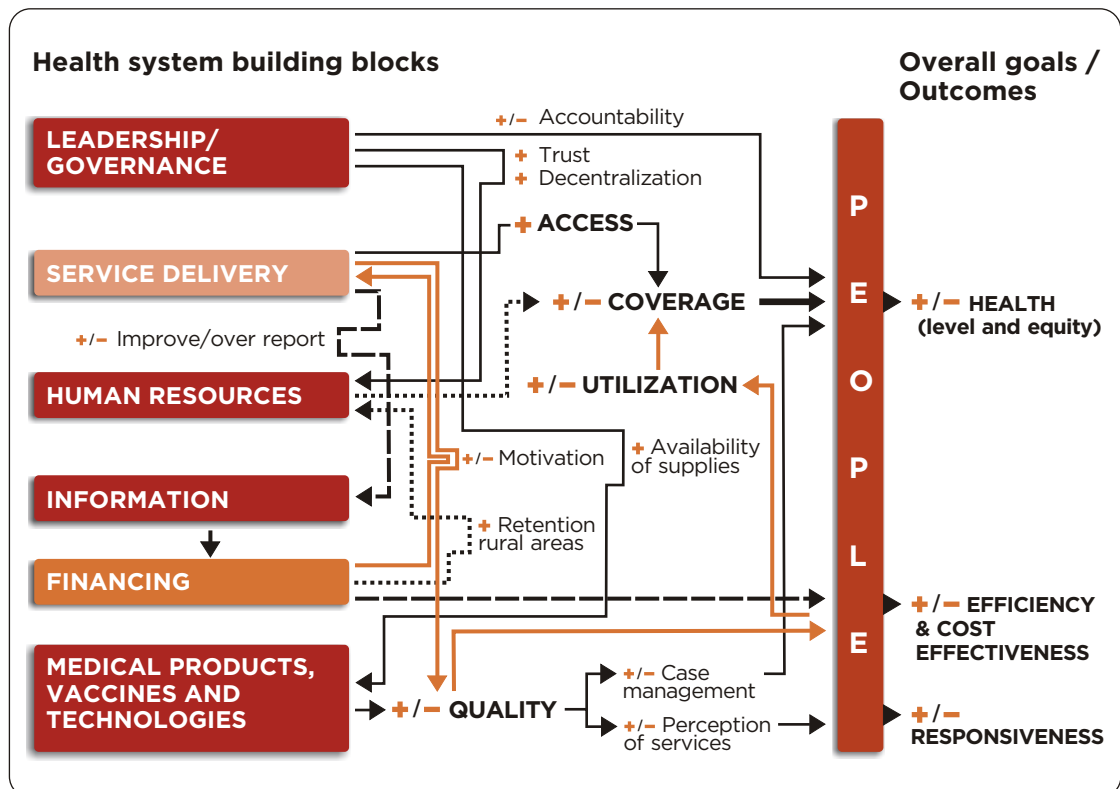 Health system building blocks
Overall goals /
Outcomes
LEADERSHIP/
GOVERNANCE
+/− Accountability
+ Trust
+ Decentralization
+ ACCESS
SERVICE DELIVERY
+/− COVERAGE
+/− HEALTH
(level and equity)
+/− Improve/over report
HUMAN RESOURCES
+/− UTILIZATION
+/− Motivation
+ Availability
of supplies
INFORMATION
+ Retention
rural areas
FINANCING
+/− EFFICIENCY
& COST
EFFECTIVENESS
MEDICAL PRODUCTS,
VACCINES AND
TECHNOLOGIES
+/− QUALITY
+/− Case
management
+/− Perception
of services
+/−
RESPONSIVENESS
P
E
O
P
L
E